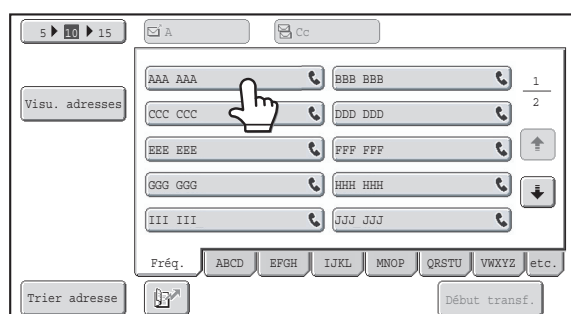 5 10 15
A
Cc
Visu. adresses
AAA AAA
BBB BBB
1
2
CCC CCC
DDD DDD
EEE EEE
FFF FFF
GGG GGG
HHH HHH
III III
JJJ JJJ
Fréq.
ABCD
EFGH
IJKL
MNOP
QRSTU
VWXYZ
etc.
Trier adresse
Début transf.